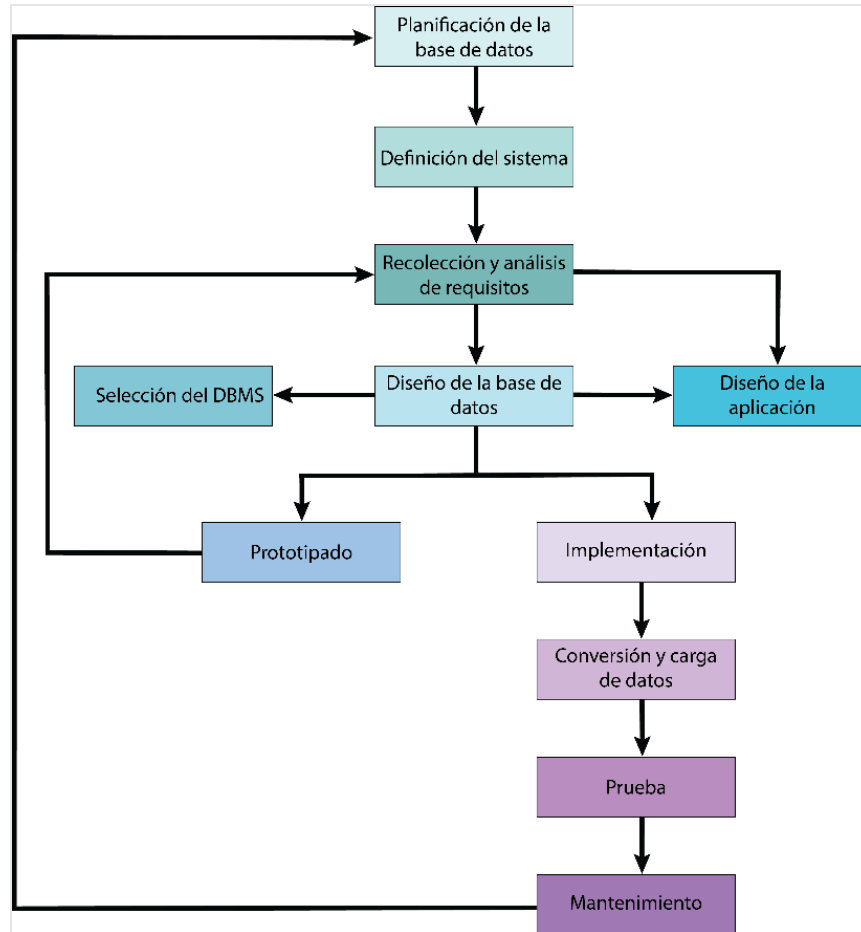 Planificación de la
base de datos
Definición del sistema
Recolección y análisis
de requisitos
Selección del DBMS
Diseño de la base de
datos
Diseño de la
aplicación
Prototipado
Implementación
Conversión y carga
de datos
Prueba
Mantenimiento